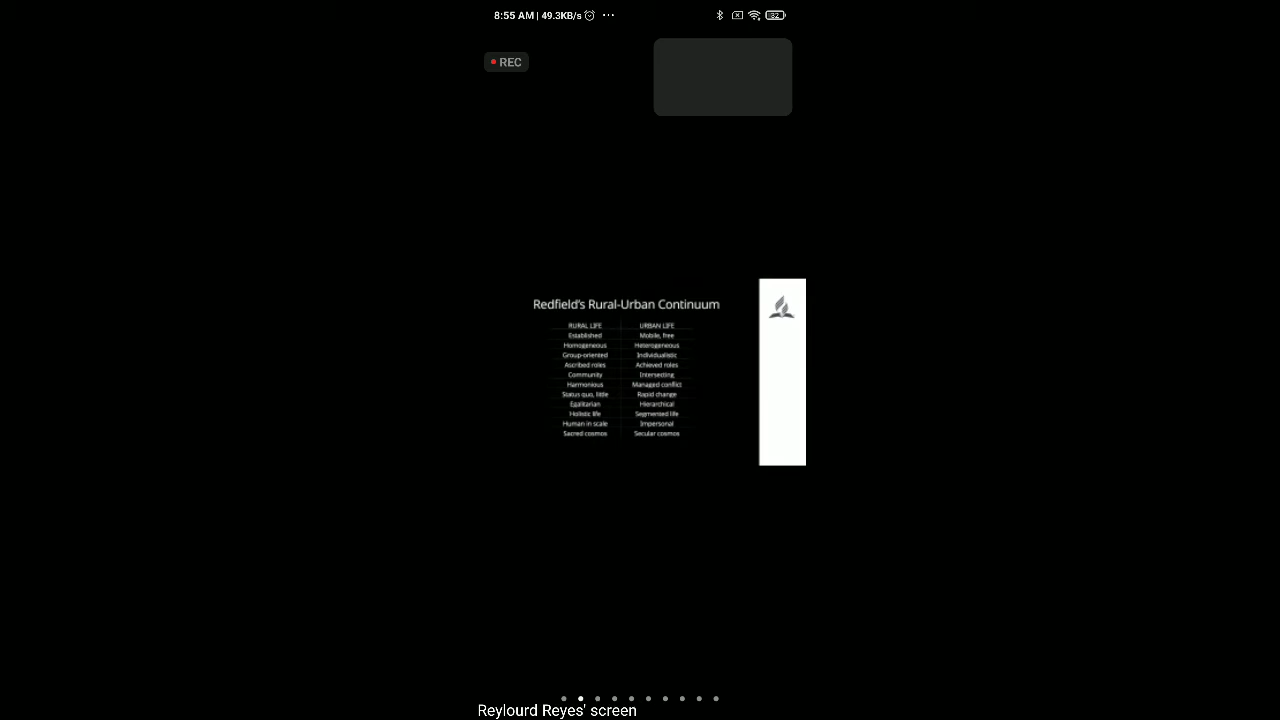 8:55 AM | 49.3KB/s
32
REC
Redfield's Rural-Urban Continuum
RURAL LIFE URBAN LIFE
Established Mobile, free
Homogeneous Heterogeneous
Group-oriented Individualistic
Ascribed roles Achieved roles
Community Intersecting
Harmonious Managed conflict
Status quo, little Rapid change
Egalitarian Hierarchical
Holistic life Segmented life
Human in scale Impersonal
Sacred cosmos Secular cosmos
Reylourd Reyes' screen